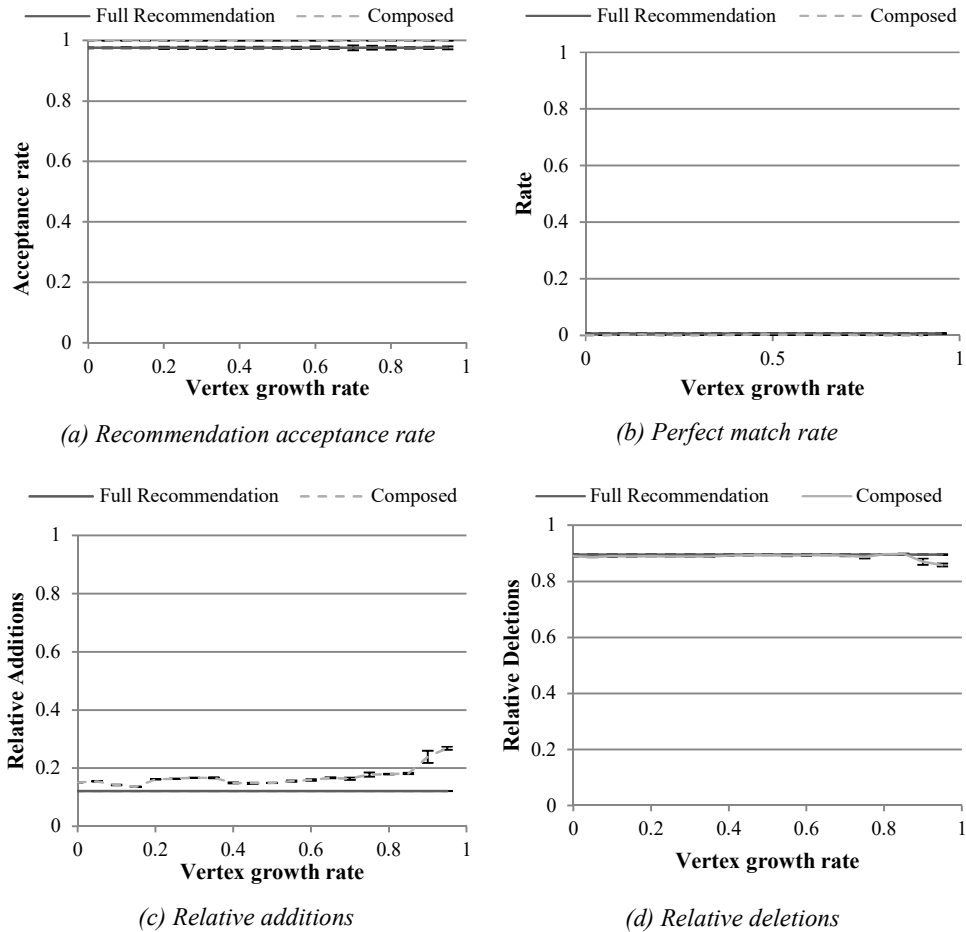 Full Recommendation Composed
1
0.8
0.6
0.4
0.2
0
0 0.2 0.4 0.6 0.8 1
Acceptance rate
Vertex growth rate
(a) Recommendation acceptance rate
Full Recommendation Composed
1
0.8
0.6
0.4
0.2
0
0 0.5 1
Rate
Vertex growth rate
(b) Perfect match rate
Full Recommendation Composed
1
0.8
0.6
0.4
0.2
0
0 0.2 0.4 0.6 0.8 1
Relative Additions
Vertex growth rate
(c) Relative additions
Full Recommendation Composed
1
0.8
0.6
0.4
0.2
0
0 0.2 0.4 0.6 0.8 1
Relative Deletions
Vertex growth rate
(d) Relative deletions